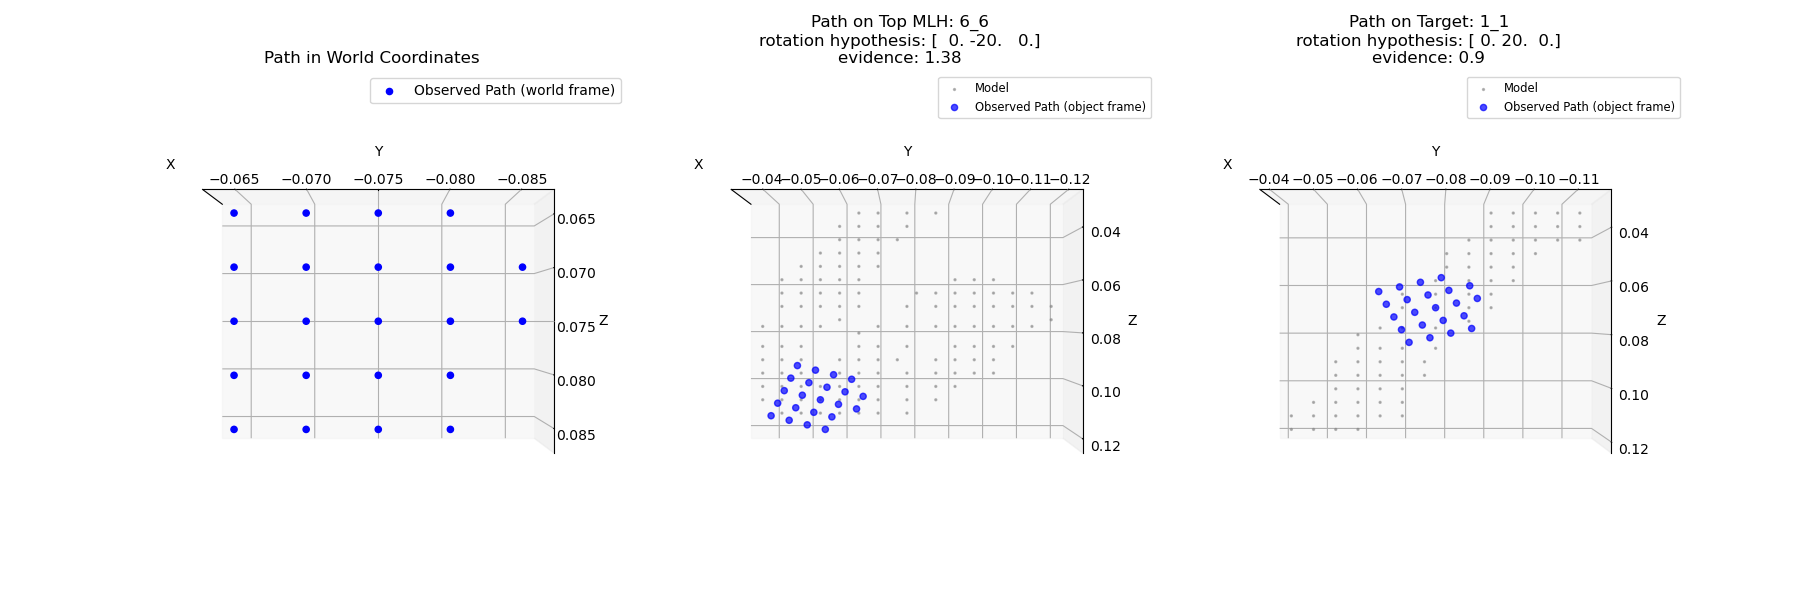 Path in World Coordinates
Observed Path (world frame)
X
Y
−0.065 −0.070 −0.075 −0.080 −0.085
0.065
0.070
0.075
Z
0.080
0.085
Path on Top MLH: 6_6
rotation hypothesis: [  0. -20.   0.]
evidence: 1.38
Model
Observed Path (object frame)
X
Y
−0.04 −0.05 −0.06 −0.07 −0.08 −0.09 −0.10 −0.11 −0.12
0.04
0.06
0.08
Z
0.10
0.12
Path on Target: 1_1
rotation hypothesis: [ 0. 20.  0.]
evidence: 0.9
Model
Observed Path (object frame)
X
Y
−0.04 −0.05 −0.06 −0.07 −0.08 −0.09 −0.10 −0.11
0.04
0.06
0.08
Z
0.10
0.12